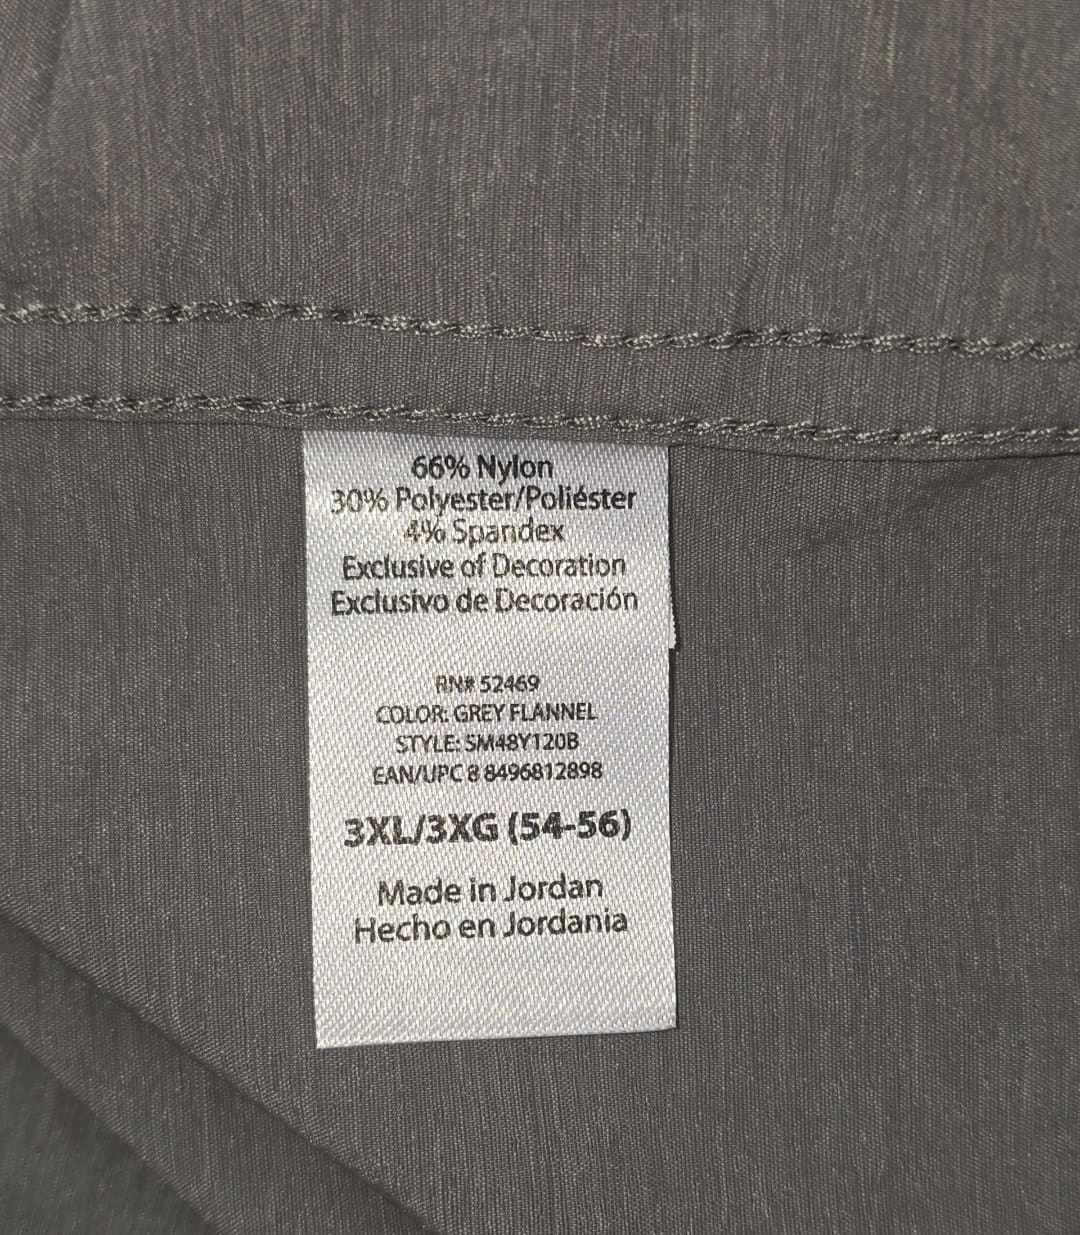 66% Nylon
30% Polyester/Poliéster
4% Spandex
Exclusive of Decoration
Exclusivo de Decoración
RN# 52469
COLOR: GREY FLANNEL
STYLE: SM48Y120B
EAN/UPC 8 8496812898
3XL/3XG (54-56)
Made in Jordan
Hecho en Jordania